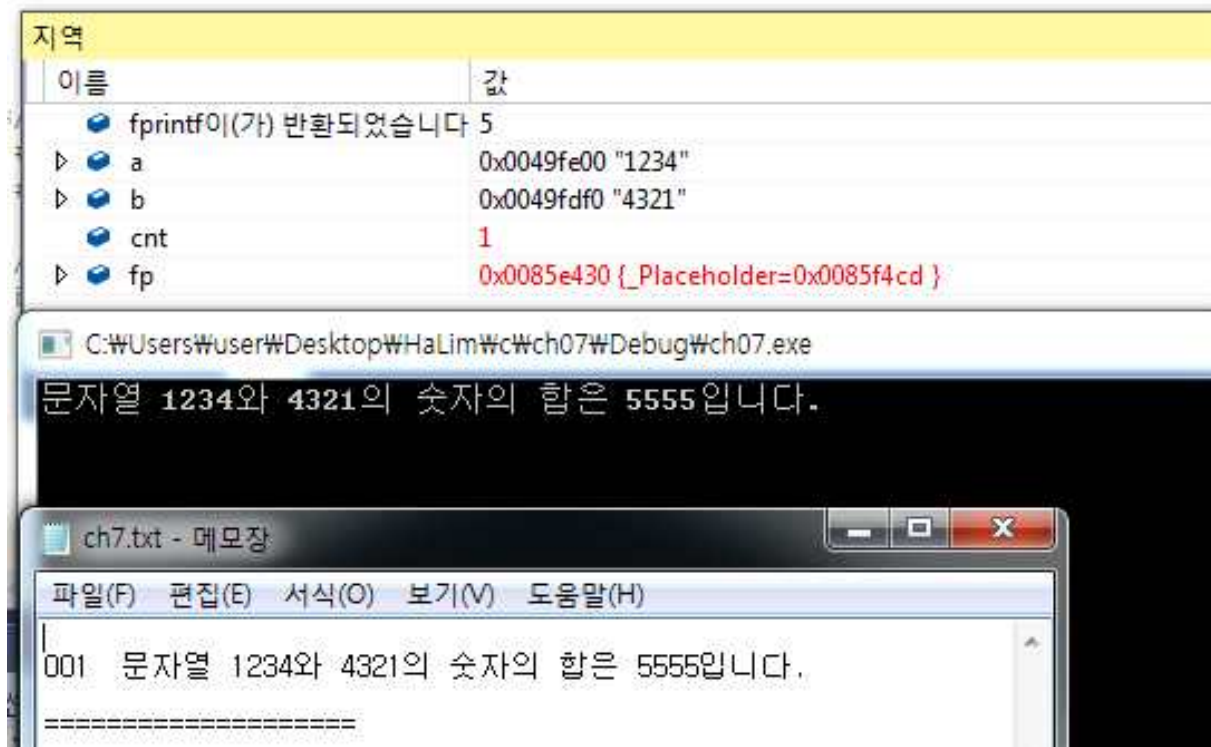 지역
이름 값
fprintf이(가) 반환되었습니다 5
a 0x0049fe00 "1234"
b 0x0049fdf0 "4321"
cnt 1
fp 0x0085e430 {_Placeholder=0x0085f4cd }
C:₩Users₩user₩Desktop₩HaLim₩c₩ch07₩Debug₩ch07.exe
문자열 1234와 4321의 숫자의 합은 5555입니다.
ch7.txt - 메모장
파일(F) 편집(E) 서식(O) 보기(V) 도움말(H)
001 문자열 1234와 4321의 숫자의 합은 5555입니다.
====================